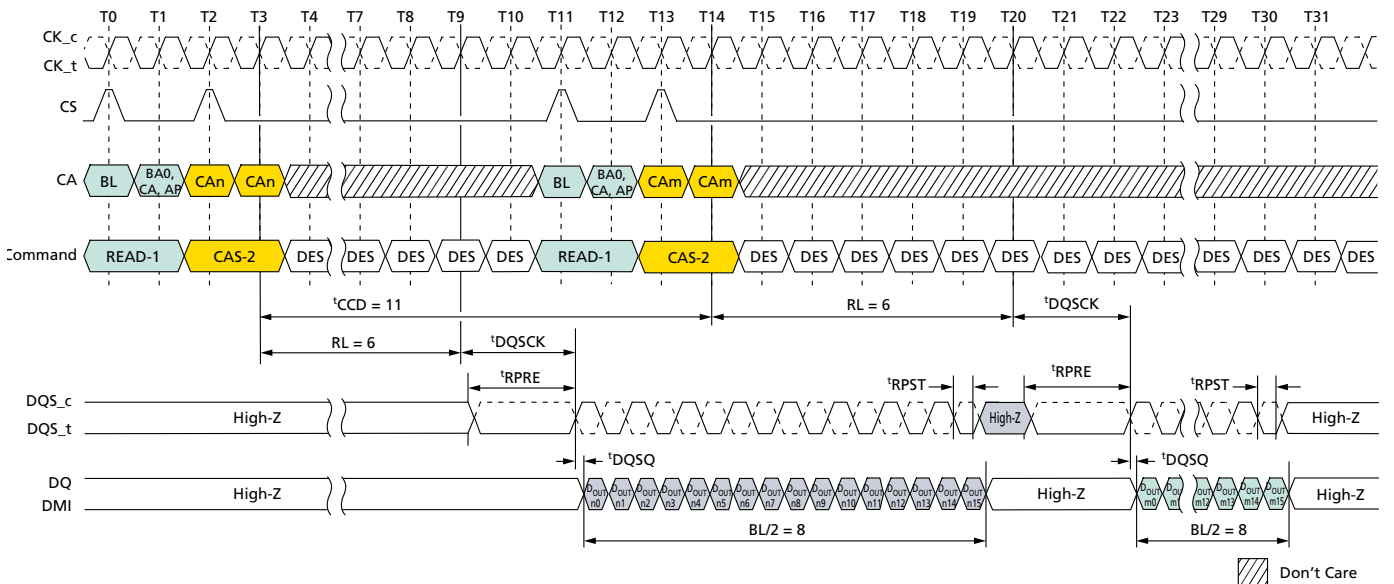 T0 T1 T2 T3 T4 T7 T8 T9 T10 T11 T12 T13 T14 T15 T16 T17 T18 T19 T20 T21 T22 T23 T29 T30 T31
CK_c
CK_t
CS
CA BL BA0, CA, AP CAn CAn BL BA0, CA, AP CAm CAm
Command READ-1 CAS-2 DES DES DES DES DES READ-1 CAS-2 DES DES DES DES DES DES DES DES DES DES DES DES
tCCD = 11 RL = 6 tDQSCK
RL = 6 tDQSCK
tRPRE tRPST tRPRE tRPST
DQS_c
DQS_t
High-Z High-Z High-Z
tDQSQ tDQSQ
DQ
DMI
High-Z DOUT n0 DOUT n1 DOUT n2 DOUT n3 DOUT n4 DOUT n5 DOUT n6 DOUT n7 DOUT n8 DOUT n9 DOUT n10 DOUT n11 DOUT n12 DOUT n13 DOUT n14 DOUT n15 High-Z DOUT m0 DOUT m12 DOUT m13 DOUT m14 DOUT m15 High-Z
BL/2 = 8 BL/2 = 8
Don't Care